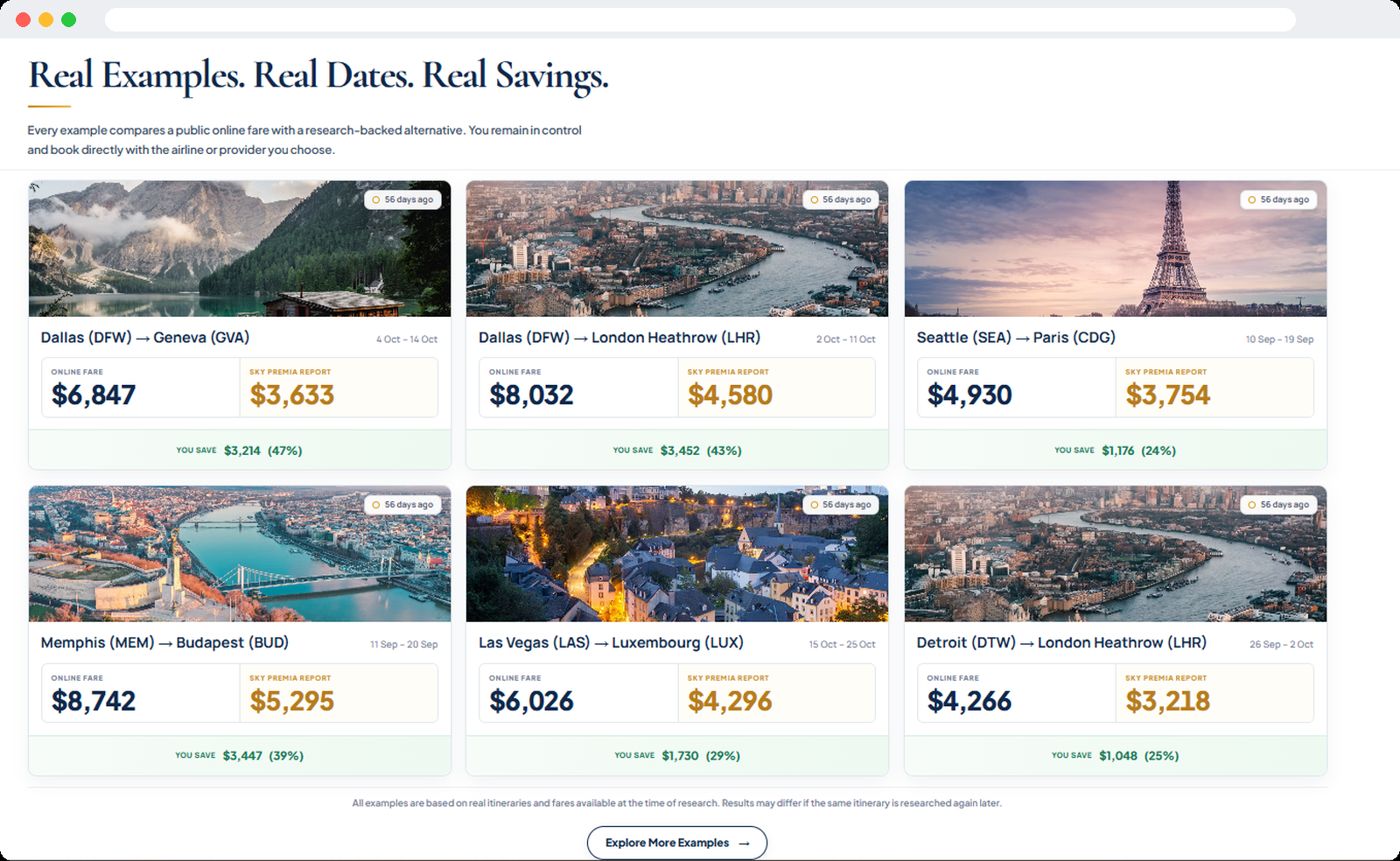 Real Examples. Real Dates. Real Savings.
Every example compares a public online fare with a research-backed alternative. You remain in control
and book directly with the airline or provider you choose.
56 days ago
Dallas (DFW) → Geneva (GVA)
4 Oct – 14 Oct
ONLINE FARE
$6,847
SKY PREMIA REPORT
$3,633
YOU SAVE $3,214 (47%)
56 days ago
Dallas (DFW) → London Heathrow (LHR)
2 Oct – 11 Oct
ONLINE FARE
$8,032
SKY PREMIA REPORT
$4,580
YOU SAVE $3,452 (43%)
56 days ago
Seattle (SEA) → Paris (CDG)
10 Sep – 19 Sep
ONLINE FARE
$4,930
SKY PREMIA REPORT
$3,754
YOU SAVE $1,176 (24%)
56 days ago
Memphis (MEM) → Budapest (BUD)
11 Sep – 20 Sep
ONLINE FARE
$8,742
SKY PREMIA REPORT
$5,295
YOU SAVE $3,447 (39%)
56 days ago
Las Vegas (LAS) → Luxembourg (LUX)
15 Oct – 25 Oct
ONLINE FARE
$6,026
SKY PREMIA REPORT
$4,296
YOU SAVE $1,730 (29%)
56 days ago
Detroit (DTW) → London Heathrow (LHR)
26 Sep – 2 Oct
ONLINE FARE
$4,266
SKY PREMIA REPORT
$3,218
YOU SAVE $1,048 (25%)
All examples are based on real itineraries and fares available at the time of research. Results may differ if the same itinerary is researched again later.
Explore More Examples →